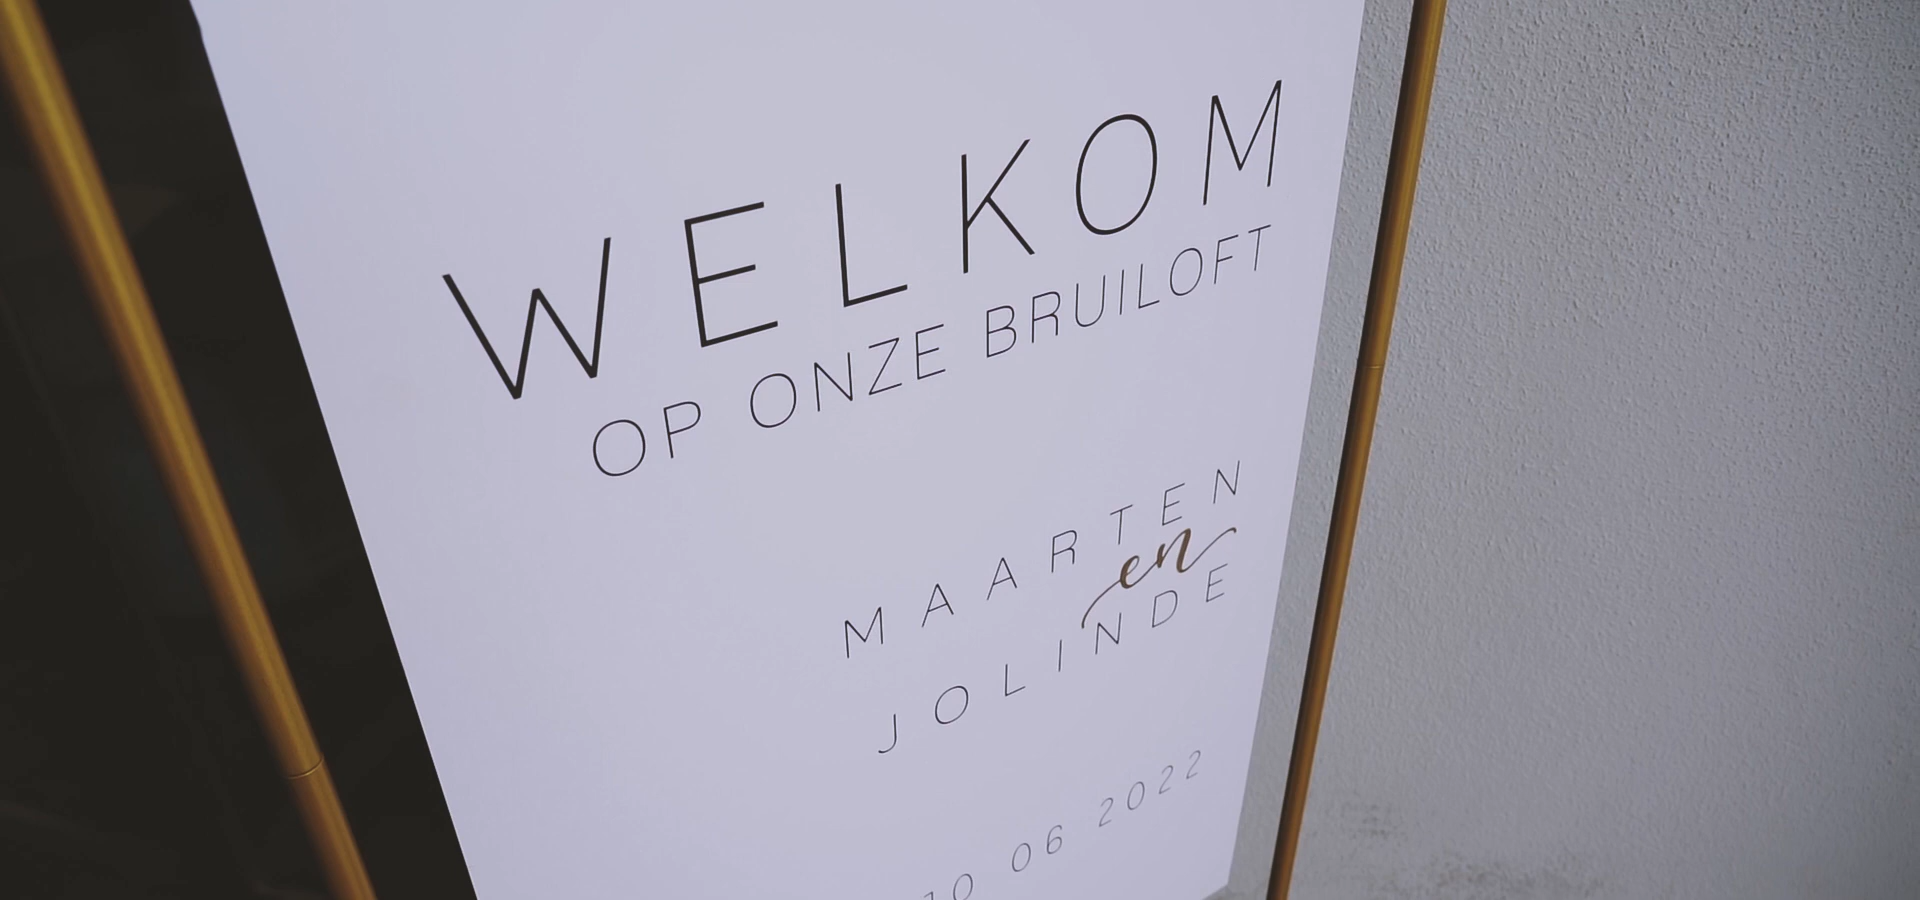 WELKOM
OP ONZE BRUILOFT
MAARTEN
en
JOLINDE
10 06 2022